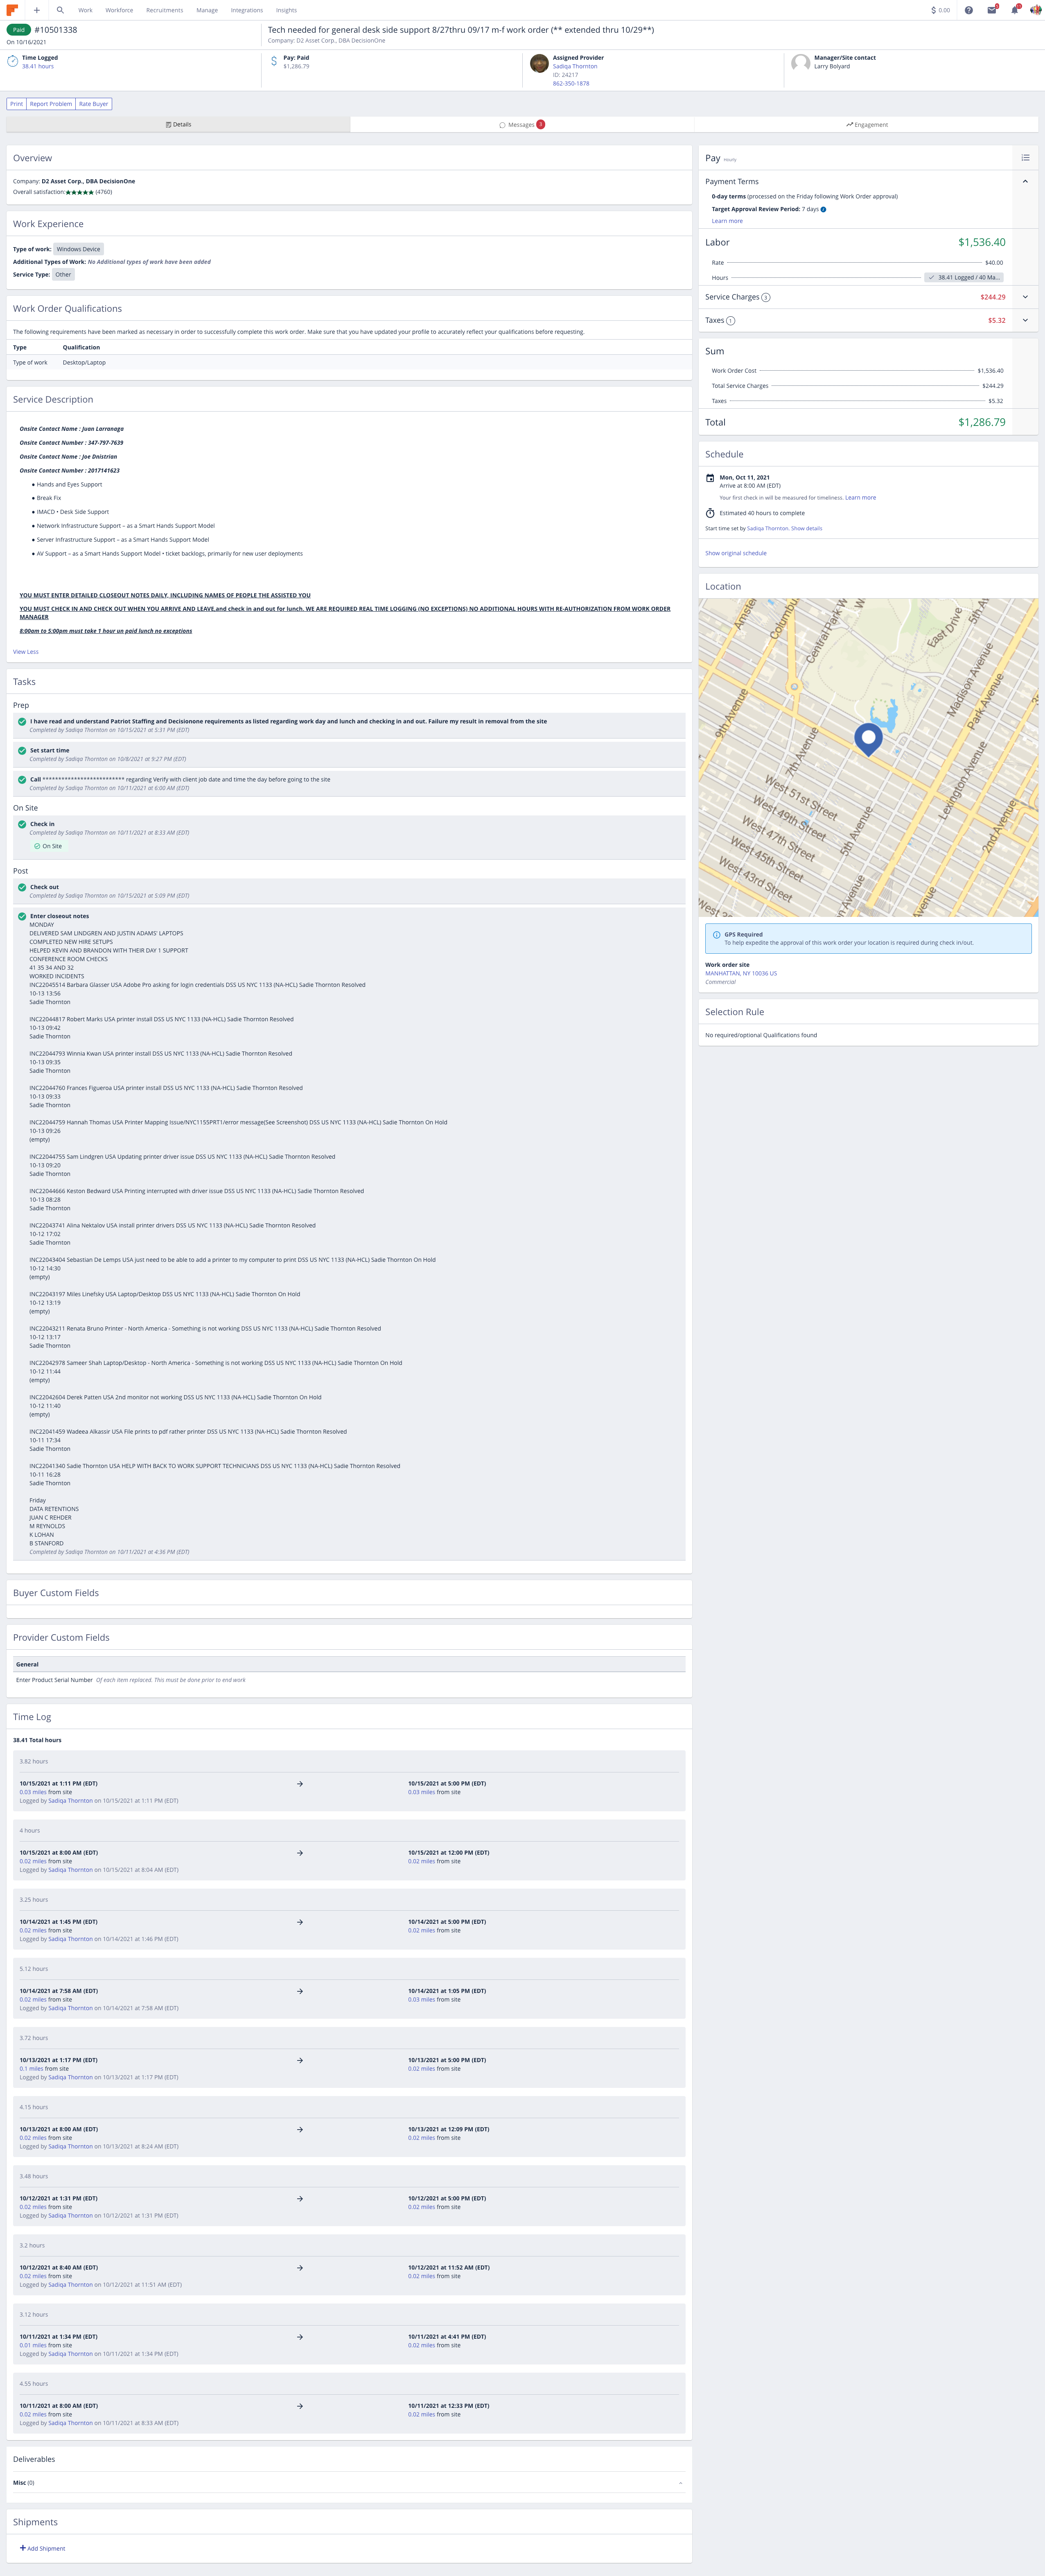 Work Workforce Recruitments Manage Integrations Insights
$ 0.00
Paid #10501338
On 10/16/2021
Tech needed for general desk side support 8/27thru 09/17 m-f work order (** extended thru 10/29**)
Company: D2 Asset Corp., DBA DecisionOne
Time Logged
38.41 hours
Pay: Paid
$1,286.79
Assigned Provider
Sadiqa Thornton
ID: 24217
862-350-1878
Manager/Site contact
Larry Bolyard
Print Report Problem Rate Buyer
Details
Messages 3
Engagement
Overview
Company: D2 Asset Corp., DBA DecisionOne
Overall satisfaction: ★★★★★ (4760)
Work Experience
Type of work: Windows Device
Additional Types of Work: No Additional types of work have been added
Service Type: Other
Work Order Qualifications
The following requirements have been marked as necessary in order to successfully complete this work order. Make sure that you have updated your profile to accurately reflect your qualifications before requesting.
Type Qualification
Type of work Desktop/Laptop
Service Description
Onsite Contact Name : Juan Larranaga
Onsite Contact Number : 347-797-7639
Onsite Contact Name : Joe Dnistrian
Onsite Contact Number : 2017141623
● Hands and Eyes Support
● Break Fix
● IMACD • Desk Side Support
● Network Infrastructure Support – as a Smart Hands Support Model
● Server Infrastructure Support – as a Smart Hands Support Model
● AV Support – as a Smart Hands Support Model • ticket backlogs, primarily for new user deployments
YOU MUST ENTER DETAILED CLOSEOUT NOTES DAILY, INCLUDING NAMES OF PEOPLE THE ASSISTED YOU
YOU MUST CHECK IN AND CHECK OUT WHEN YOU ARRIVE AND LEAVE,and check in and out for lunch. WE ARE REQUIRED REAL TIME LOGGING (NO EXCEPTIONS) NO ADDITIONAL HOURS WITH RE-AUTHORIZATION FROM WORK ORDER
MANAGER
8:00am to 5:00pm must take 1 hour un paid lunch no exceptions
View Less
Tasks
Prep
I have read and understand Patriot Staffing and Decisionone requirements as listed regarding work day and lunch and checking in and out. Failure my result in removal from the site
Completed by Sadiqa Thornton on 10/15/2021 at 5:31 PM (EDT)
Set start time
Completed by Sadiqa Thornton on 10/8/2021 at 9:27 PM (EDT)
Call ************************** regarding Verify with client job date and time the day before going to the site
Completed by Sadiqa Thornton on 10/11/2021 at 6:00 AM (EDT)
On Site
Check in
Completed by Sadiqa Thornton on 10/11/2021 at 8:33 AM (EDT)
On Site
Post
Check out
Completed by Sadiqa Thornton on 10/15/2021 at 5:09 PM (EDT)
Enter closeout notes
MONDAY
DELIVERED SAM LINDGREN AND JUSTIN ADAMS' LAPTOPS
COMPLETED NEW HIRE SETUPS
HELPED KEVIN AND BRANDON WITH THEIR DAY 1 SUPPORT
CONFERENCE ROOM CHECKS
41 35 34 AND 32
WORKED INCIDENTS
INC22045514 Barbara Glasser USA Adobe Pro asking for login credentials DSS US NYC 1133 (NA-HCL) Sadie Thornton Resolved
10-13 13:56
Sadie Thornton
INC22044817 Robert Marks USA printer install DSS US NYC 1133 (NA-HCL) Sadie Thornton Resolved
10-13 09:42
Sadie Thornton
INC22044793 Winnia Kwan USA printer install DSS US NYC 1133 (NA-HCL) Sadie Thornton Resolved
10-13 09:35
Sadie Thornton
INC22044760 Frances Figueroa USA printer install DSS US NYC 1133 (NA-HCL) Sadie Thornton Resolved
10-13 09:33
Sadie Thornton
INC22044759 Hannah Thomas USA Printer Mapping Issue/NYC1155PRT1/error message(See Screenshot) DSS US NYC 1133 (NA-HCL) Sadie Thornton On Hold
10-13 09:26
(empty)
INC22044755 Sam Lindgren USA Updating printer driver issue DSS US NYC 1133 (NA-HCL) Sadie Thornton Resolved
10-13 09:20
Sadie Thornton
INC22044666 Keston Bedward USA Printing interrupted with driver issue DSS US NYC 1133 (NA-HCL) Sadie Thornton Resolved
10-13 08:28
Sadie Thornton
INC22043741 Alina Nektalov USA install printer drivers DSS US NYC 1133 (NA-HCL) Sadie Thornton Resolved
10-12 17:02
Sadie Thornton
INC22043404 Sebastian De Lemps USA just need to be able to add a printer to my computer to print DSS US NYC 1133 (NA-HCL) Sadie Thornton On Hold
10-12 14:30
(empty)
INC22043197 Miles Linefsky USA Laptop/Desktop DSS US NYC 1133 (NA-HCL) Sadie Thornton On Hold
10-12 13:19
(empty)
INC22043211 Renata Bruno Printer - North America - Something is not working DSS US NYC 1133 (NA-HCL) Sadie Thornton Resolved
10-12 13:17
Sadie Thornton
INC22042978 Sameer Shah Laptop/Desktop - North America - Something is not working DSS US NYC 1133 (NA-HCL) Sadie Thornton On Hold
10-12 11:44
(empty)
INC22042604 Derek Patten USA 2nd monitor not working DSS US NYC 1133 (NA-HCL) Sadie Thornton On Hold
10-12 11:40
(empty)
INC22041459 Wadeea Alkassir USA File prints to pdf rather printer DSS US NYC 1133 (NA-HCL) Sadie Thornton Resolved
10-11 17:34
Sadie Thornton
INC22041340 Sadie Thornton USA HELP WITH BACK TO WORK SUPPORT TECHNICIANS DSS US NYC 1133 (NA-HCL) Sadie Thornton Resolved
10-11 16:28
Sadie Thornton
Friday
DATA RETENTIONS
JUAN C REHDER
M REYNOLDS
K LOHAN
B STANFORD
Completed by Sadiqa Thornton on 10/11/2021 at 4:36 PM (EDT)
Buyer Custom Fields
Provider Custom Fields
General
Enter Product Serial Number Of each item replaced. This must be done prior to end work
Time Log
38.41 Total hours
3.82 hours
10/15/2021 at 1:11 PM (EDT) → 10/15/2021 at 5:00 PM (EDT)
0.03 miles from site 0.03 miles from site
Logged by Sadiqa Thornton on 10/15/2021 at 1:11 PM (EDT)
4 hours
10/15/2021 at 8:00 AM (EDT) → 10/15/2021 at 12:00 PM (EDT)
0.02 miles from site 0.02 miles from site
Logged by Sadiqa Thornton on 10/15/2021 at 8:04 AM (EDT)
3.25 hours
10/14/2021 at 1:45 PM (EDT) → 10/14/2021 at 5:00 PM (EDT)
0.02 miles from site 0.02 miles from site
Logged by Sadiqa Thornton on 10/14/2021 at 1:46 PM (EDT)
5.12 hours
10/14/2021 at 7:58 AM (EDT) → 10/14/2021 at 1:05 PM (EDT)
0.02 miles from site 0.03 miles from site
Logged by Sadiqa Thornton on 10/14/2021 at 7:58 AM (EDT)
3.72 hours
10/13/2021 at 1:17 PM (EDT) → 10/13/2021 at 5:00 PM (EDT)
0.1 miles from site 0.02 miles from site
Logged by Sadiqa Thornton on 10/13/2021 at 1:17 PM (EDT)
4.15 hours
10/13/2021 at 8:00 AM (EDT) → 10/13/2021 at 12:09 PM (EDT)
0.02 miles from site 0.02 miles from site
Logged by Sadiqa Thornton on 10/13/2021 at 8:24 AM (EDT)
3.48 hours
10/12/2021 at 1:31 PM (EDT) → 10/12/2021 at 5:00 PM (EDT)
0.02 miles from site 0.02 miles from site
Logged by Sadiqa Thornton on 10/12/2021 at 1:31 PM (EDT)
3.2 hours
10/12/2021 at 8:40 AM (EDT) → 10/12/2021 at 11:52 AM (EDT)
0.02 miles from site 0.02 miles from site
Logged by Sadiqa Thornton on 10/12/2021 at 11:51 AM (EDT)
3.12 hours
10/11/2021 at 1:34 PM (EDT) → 10/11/2021 at 4:41 PM (EDT)
0.01 miles from site 0.02 miles from site
Logged by Sadiqa Thornton on 10/11/2021 at 1:34 PM (EDT)
4.55 hours
10/11/2021 at 8:00 AM (EDT) → 10/11/2021 at 12:33 PM (EDT)
0.02 miles from site 0.02 miles from site
Logged by Sadiqa Thornton on 10/11/2021 at 8:33 AM (EDT)
Deliverables
Misc (0)
Shipments
+ Add Shipment
Pay Hourly
Payment Terms
0-day terms (processed on the Friday following Work Order approval)
Target Approval Review Period: 7 days
Learn more
Labor $1,536.40
Rate $40.00
Hours 38.41 Logged / 40 Ma...
Service Charges 3 $244.29
Taxes 1 $5.32
Sum
Work Order Cost $1,536.40
Total Service Charges $244.29
Taxes $5.32
Total $1,286.79
Schedule
Mon, Oct 11, 2021
Arrive at 8:00 AM (EDT)
Your first check in will be measured for timeliness. Learn more
Estimated 40 hours to complete
Start time set by Sadiqa Thornton. Show details
Show original schedule
Location
Amster
Columbu
Central Park W
East Drive
5th A
9th Avenue
7th Avenue
Madison Avenue
Park Avenue
West 51st Street
West 49th Street
West 47th Street
West 45th Street
West 43rd Street
5th Avenue
Lexington Avenue
2nd Avenue
GPS Required
To help expedite the approval of this work order your location is required during check in/out.
Work order site
MANHATTAN, NY 10036 US
Commercial
Selection Rule
No required/optional Qualifications found